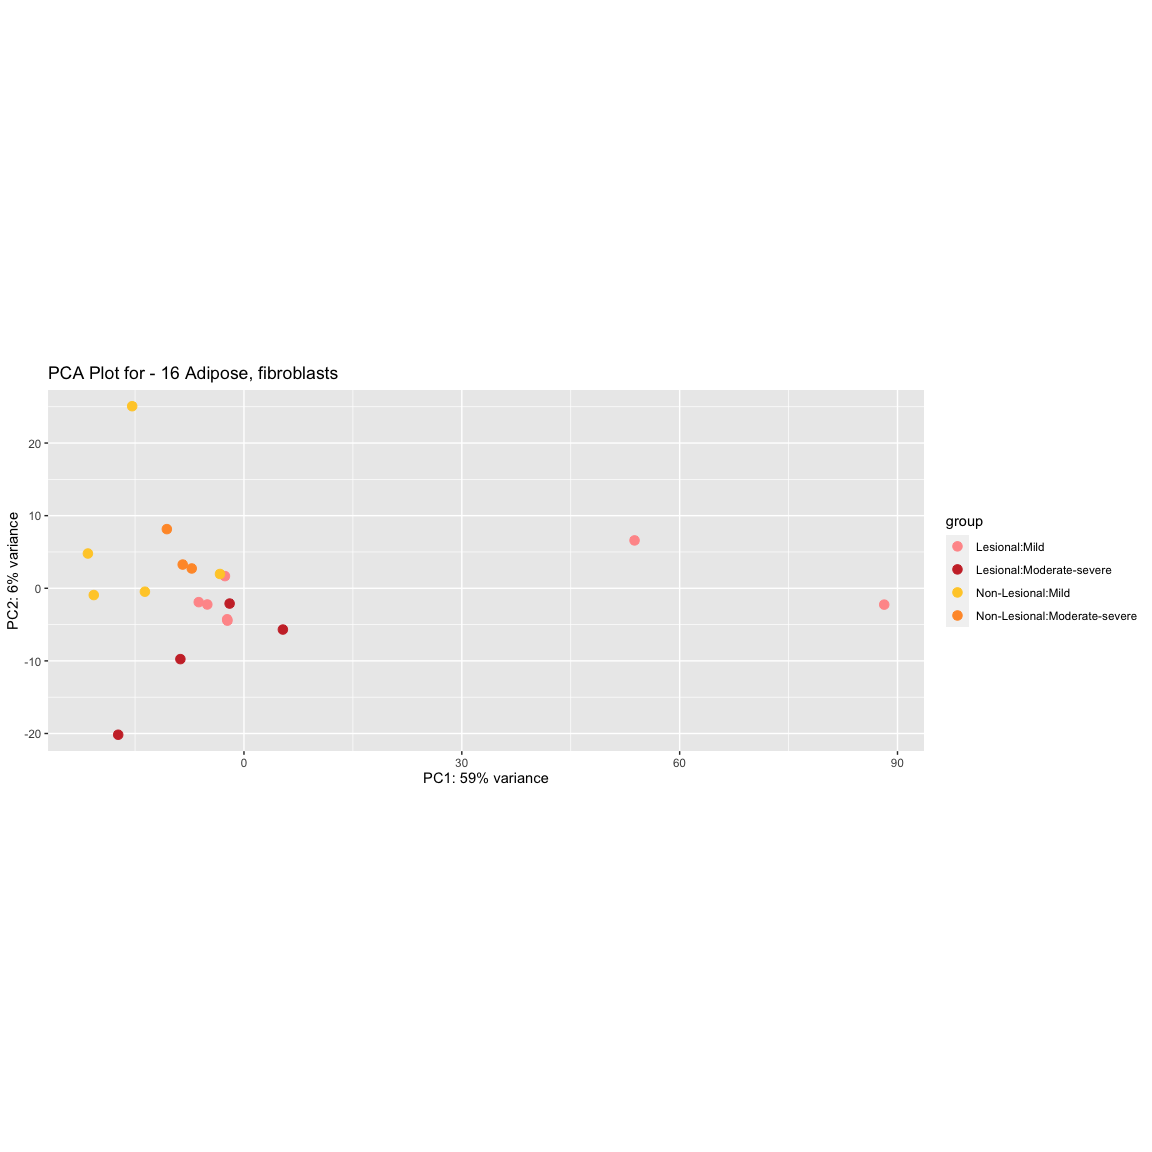 PCA Plot for - 16 Adipose, fibroblasts
20
10
0
-10
-20
PC2: 6% variance
0 30 60 90
PC1: 59% variance
group
Lesional:Mild
Lesional:Moderate-severe
Non-Lesional:Mild
Non-Lesional:Moderate-severe